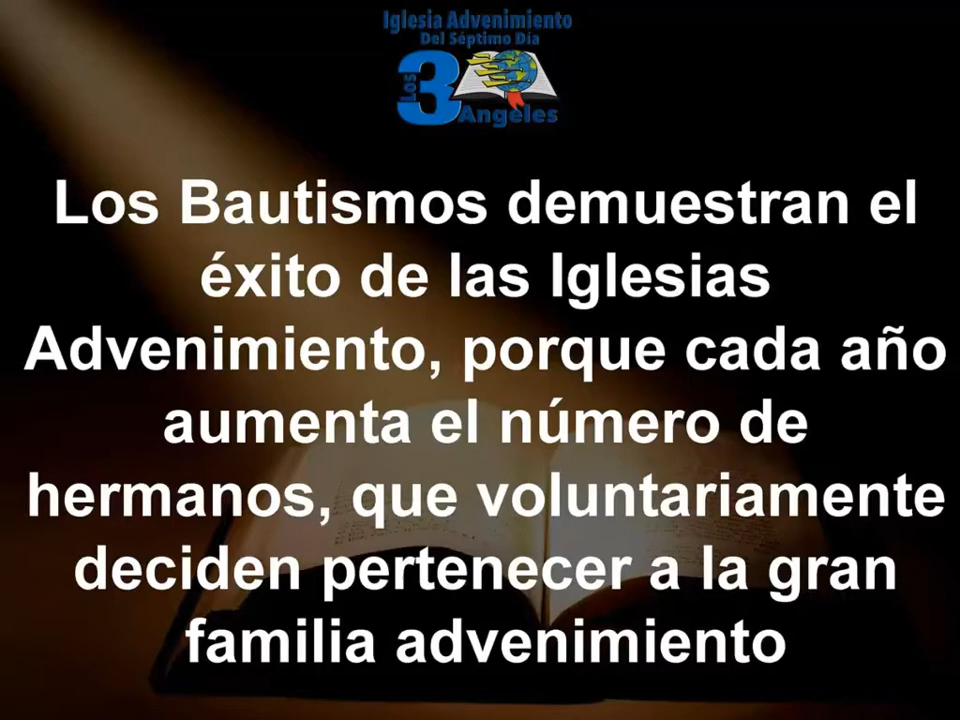 Iglesia Advenimiento
Del Séptimo Día
Los 3 Angeles
Los Bautismos demuestran el
éxito de las Iglesias
Advenimiento, porque cada año
aumenta el número de
hermanos, que voluntariamente
deciden pertenecer a la gran
familia advenimiento